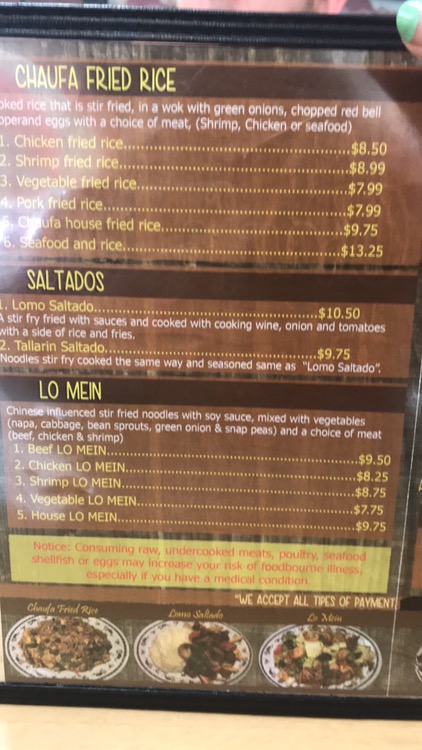 CHAUFA FRIED RICE
oked rice that is stir fried, in a wok with green onions, chopped red bell
operand eggs with a choice of meat, (Shrimp, Chicken or seafood)
1. Chicken fried rice..........................................$8.50
2. Shrimp fried rice..........................................$8.99
3. Vegetable fried rice.......................................$7.99
4. Pork fried rice.............................................$7.99
5. Chaufa house fried rice...................................$9.75
6. Seafood and rice..........................................$13.25
SALTADOS
1. Lomo Saltado..........................................$10.50
A stir fry fried with sauces and cooked with cooking wine, onion and tomatoes
with a side of rice and fries.
2. Tallarin Saltado........................................$9.75
Noodles stir fry cooked the same way and seasoned same as "Lomo Saltado".
LO MEIN
Chinese influenced stir fried noodles with soy sauce, mixed with vegetables
(napa, cabbage, bean sprouts, green onion & snap peas) and a choice of meat
(beef, chicken & shrimp)
1. Beef LO MEIN..........................................$9.50
2. Chicken LO MEIN.......................................$8.25
3. Shrimp LO MEIN........................................$8.75
4. Vegetable LO MEIN.....................................$7.75
5. House LO MEIN.........................................$9.75
Notice: Consuming raw, undercooked meats, poultry, seafood
shellfish or eggs may increase your risk of foodbourne illness,
especially if you have a medical condition.
"WE ACCEPT ALL TIPES OF PAYMENT
Chaufa Fried Rice
Lomo Saltado
Lo Mein